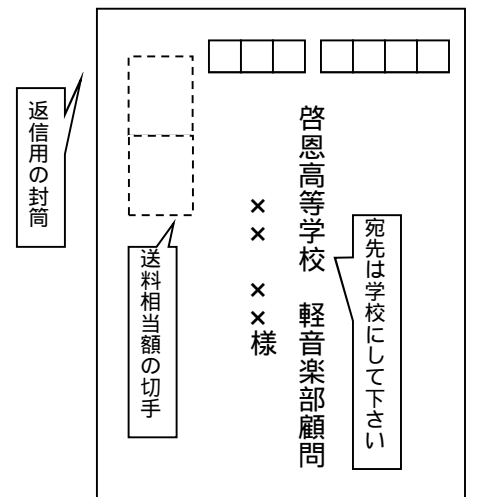 啓恩高等学校　軽音楽部顧問
××　××様
宛先は学校にして下さい
送料相当額の切手
返信用の封筒